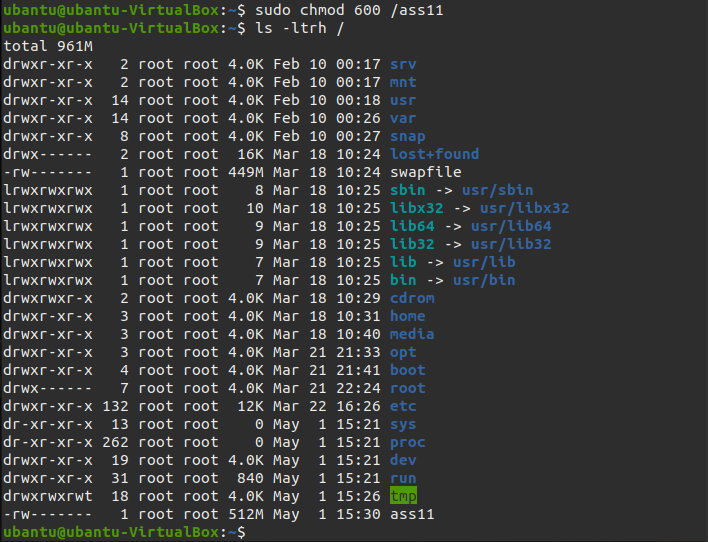 ubantu@ubantu-VirtualBox:~$ sudo chmod 600 /ass11
ubantu@ubantu-VirtualBox:~$ ls -ltrh /
total 961M
drwxr-xr-x   2 root root 4.0K Feb 10 00:17 srv
drwxr-xr-x   2 root root 4.0K Feb 10 00:17 mnt
drwxr-xr-x  14 root root 4.0K Feb 10 00:18 usr
drwxr-xr-x  14 root root 4.0K Feb 10 00:26 var
drwxr-xr-x   8 root root 4.0K Feb 10 00:27 snap
drwx------   2 root root  16K Mar 18 10:24 lost+found
-rw-------   1 root root 449M Mar 18 10:24 swapfile
lrwxrwxrwx   1 root root    8 Mar 18 10:25 sbin -> usr/sbin
lrwxrwxrwx   1 root root   10 Mar 18 10:25 libx32 -> usr/libx32
lrwxrwxrwx   1 root root    9 Mar 18 10:25 lib64 -> usr/lib64
lrwxrwxrwx   1 root root    9 Mar 18 10:25 lib32 -> usr/lib32
lrwxrwxrwx   1 root root    7 Mar 18 10:25 lib -> usr/lib
lrwxrwxrwx   1 root root    7 Mar 18 10:25 bin -> usr/bin
drwxrwxr-x   2 root root 4.0K Mar 18 10:29 cdrom
drwxr-xr-x   3 root root 4.0K Mar 18 10:31 home
drwxr-xr-x   3 root root 4.0K Mar 18 10:40 media
drwxr-xr-x   3 root root 4.0K Mar 21 21:33 opt
drwxr-xr-x   4 root root 4.0K Mar 21 21:41 boot
drwx------   7 root root 4.0K Mar 21 22:24 root
drwxr-xr-x 132 root root  12K Mar 22 16:26 etc
dr-xr-xr-x  13 root root    0 May  1 15:21 sys
dr-xr-xr-x 262 root root    0 May  1 15:21 proc
drwxr-xr-x  19 root root 4.0K May  1 15:21 dev
drwxr-xr-x  31 root root  840 May  1 15:21 run
drwxrwxrwt  18 root root 4.0K May  1 15:26 tmp
-rw-------   1 root root 512M May  1 15:30 ass11
ubantu@ubantu-VirtualBox:~$